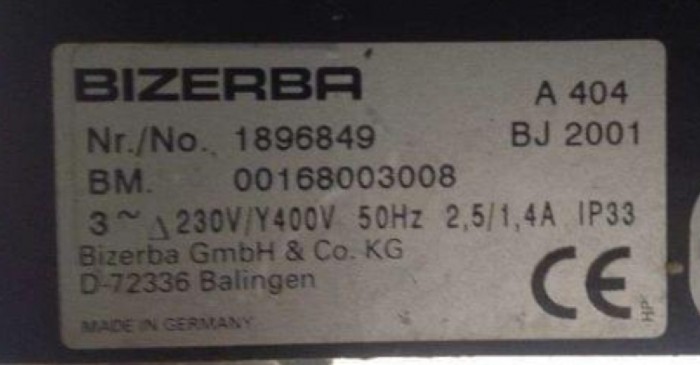 BIZERBA A 404
Nr./No. 1896849 BJ 2001
BM. 00168003008
3~ △230V/Y400V 50Hz 2,5/1,4A IP33
Bizerba GmbH & Co. KG
D-72336 Balingen
CE
HP
MADE IN GERMANY